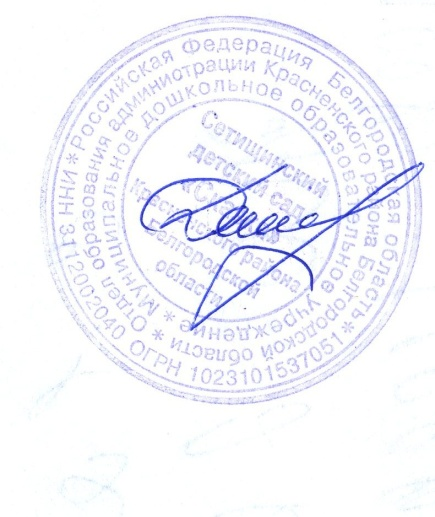 * Российская Федерация Белгородская область *
ИНН 3112002040 ОГРН 1023101537051
* Отдел образования администрации Красненского района Белгородской области
* Муниципальное дошкольное образовательное учреждение *
Сетищинский
детский сад
Красненского района
Белгородской
области